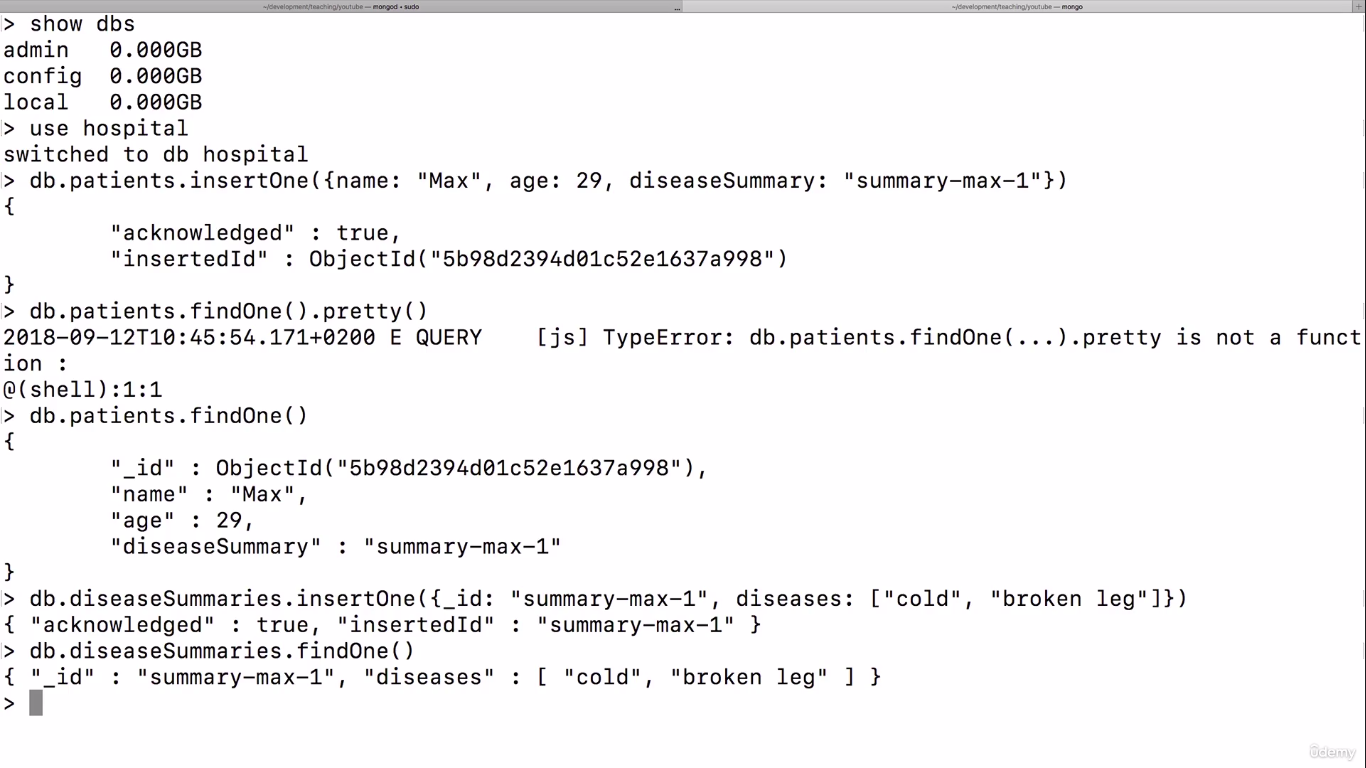 ~/development/teaching/youtube — mongod • sudo
... ~/development/teaching/youtube — mongo +
> show dbs
admin   0.000GB
config  0.000GB
local   0.000GB
> use hospital
switched to db hospital
> db.patients.insertOne({name: "Max", age: 29, diseaseSummary: "summary-max-1"})
{
        "acknowledged" : true,
        "insertedId" : ObjectId("5b98d2394d01c52e1637a998")
}
> db.patients.findOne().pretty()
2018-09-12T10:45:54.171+0200 E QUERY    [js] TypeError: db.patients.findOne(...).pretty is not a funct
ion :
@(shell):1:1
> db.patients.findOne()
{
        "_id" : ObjectId("5b98d2394d01c52e1637a998"),
        "name" : "Max",
        "age" : 29,
        "diseaseSummary" : "summary-max-1"
}
> db.diseaseSummaries.insertOne({_id: "summary-max-1", diseases: ["cold", "broken leg"]})
{ "acknowledged" : true, "insertedId" : "summary-max-1" }
> db.diseaseSummaries.findOne()
{ "_id" : "summary-max-1", "diseases" : [ "cold", "broken leg" ] }
>
ûdemy